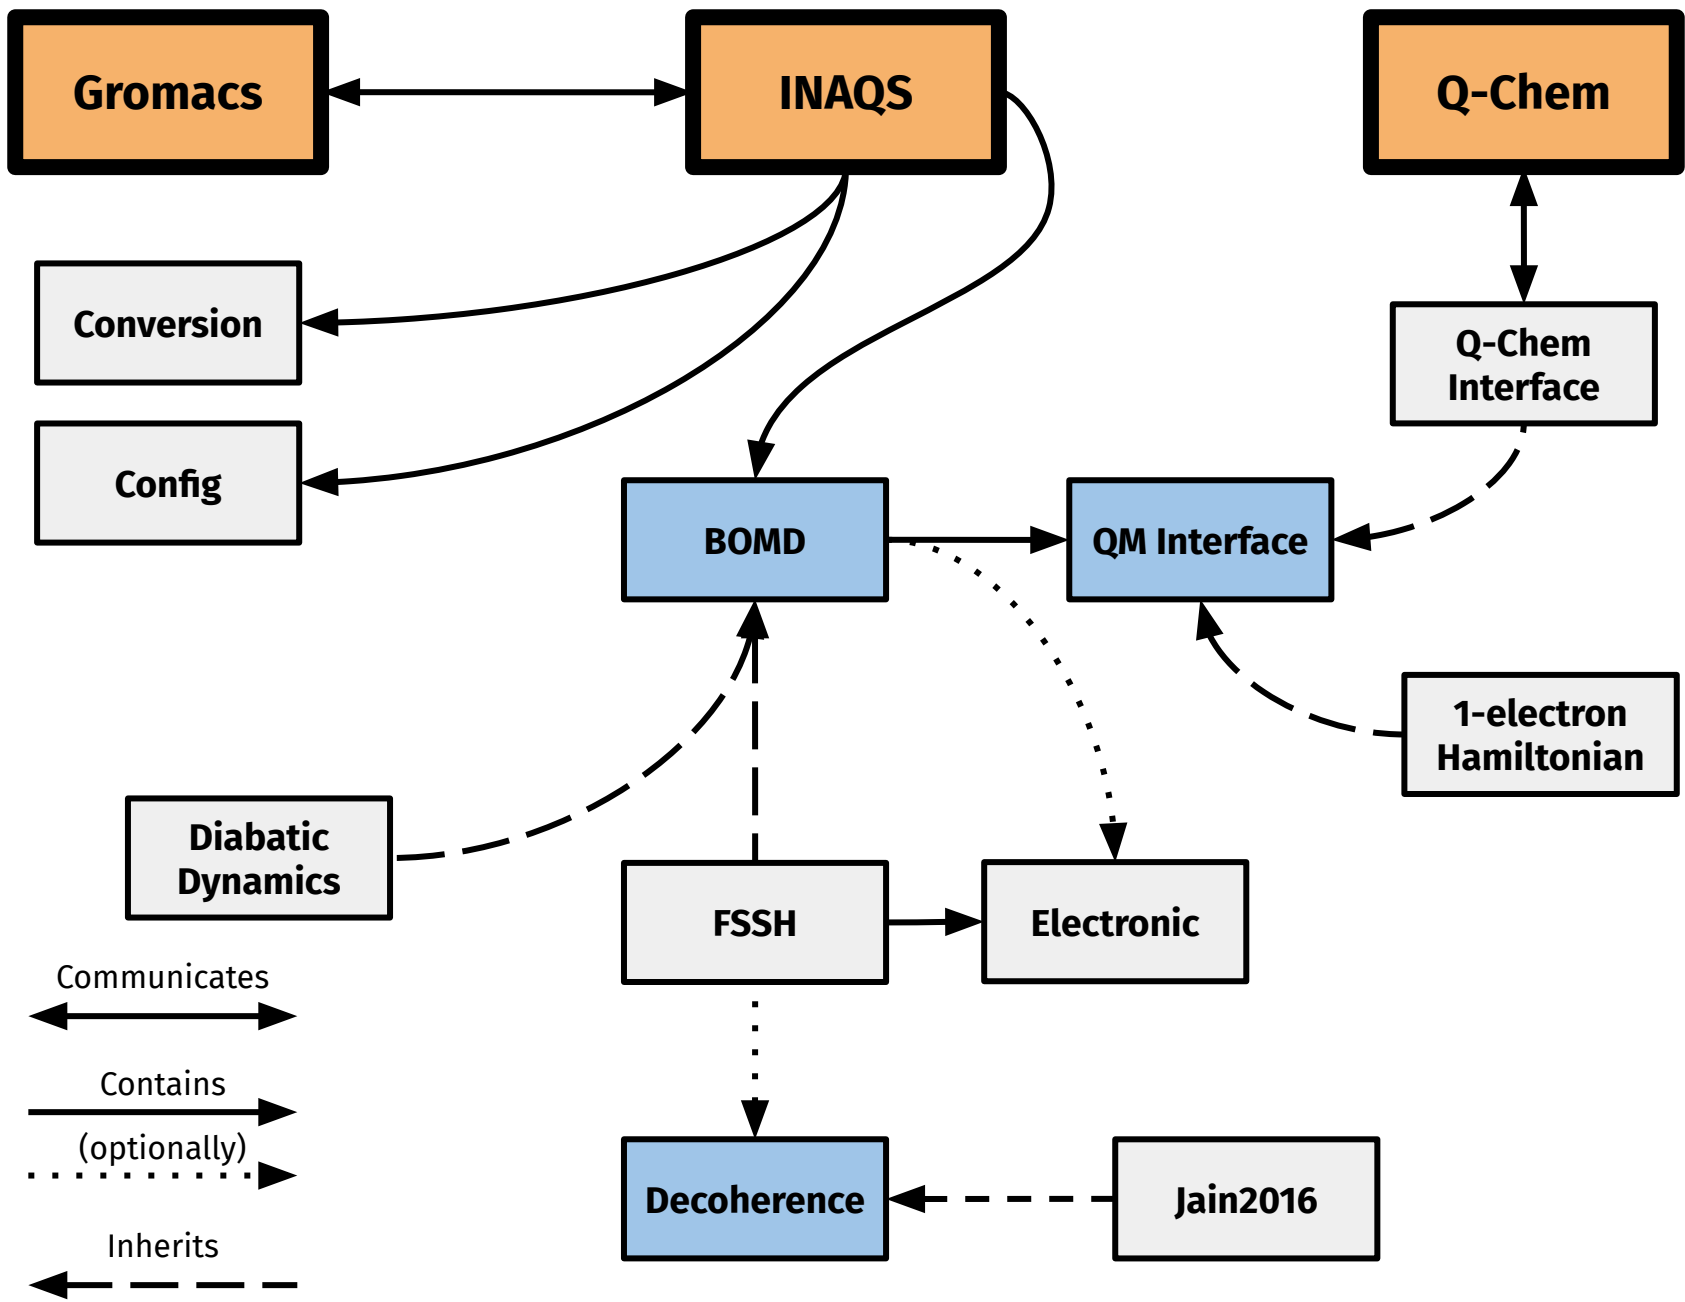 Gromacs
INAQS
Q-Chem
Conversion
Q-Chem
Interface
Config
BOMD
QM Interface
1-electron
Hamiltonian
Diabatic
Dynamics
FSSH
Electronic
Communicates
Contains
(optionally)
Decoherence
Jain2016
Inherits